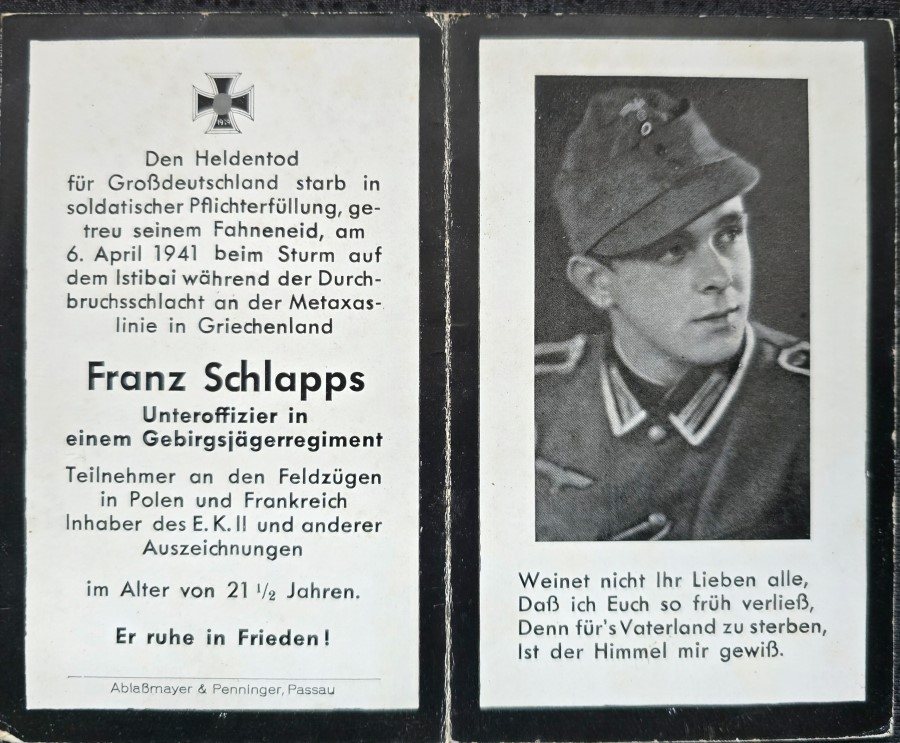 Den Heldentod
für Großdeutschland starb in
soldatischer Pflichterfüllung, ge-
treu seinem Fahneneid, am
6. April 1941 beim Sturm auf
dem Istibai während der Durch-
bruchsschlacht an der Metaxas-
linie in Griechenland
Franz Schlapps
Unteroffizier in
einem Gebirgsjägerregiment
Teilnehmer an den Feldzügen
in Polen und Frankreich
Inhaber des E. K. II und anderer
Auszeichnungen
im Alter von 21 1/2 Jahren.
Er ruhe in Frieden!
Ablaßmayer & Penninger, Passau
Weinet nicht Ihr Lieben alle,
Daß ich Euch so früh verließ,
Denn für's Vaterland zu sterben,
Ist der Himmel mir gewiß.